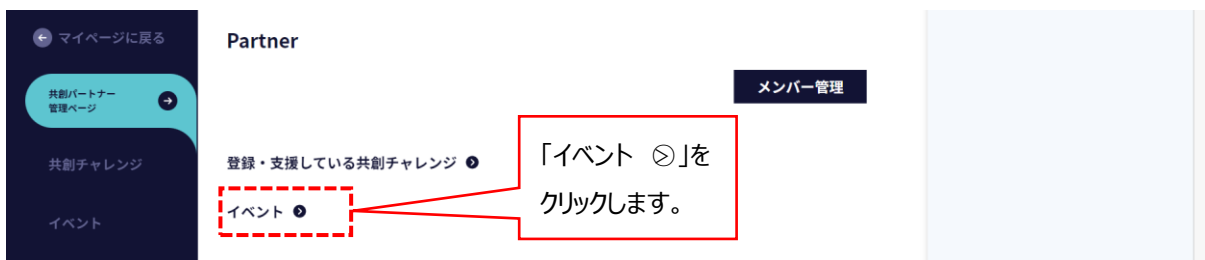 マイページに戻る
Partner
共創パートナー
管理ページ
メンバー管理
共創チャレンジ
登録・支援している共創チャレンジ
イベント
イベント
「イベント ⊗」を
クリックします。